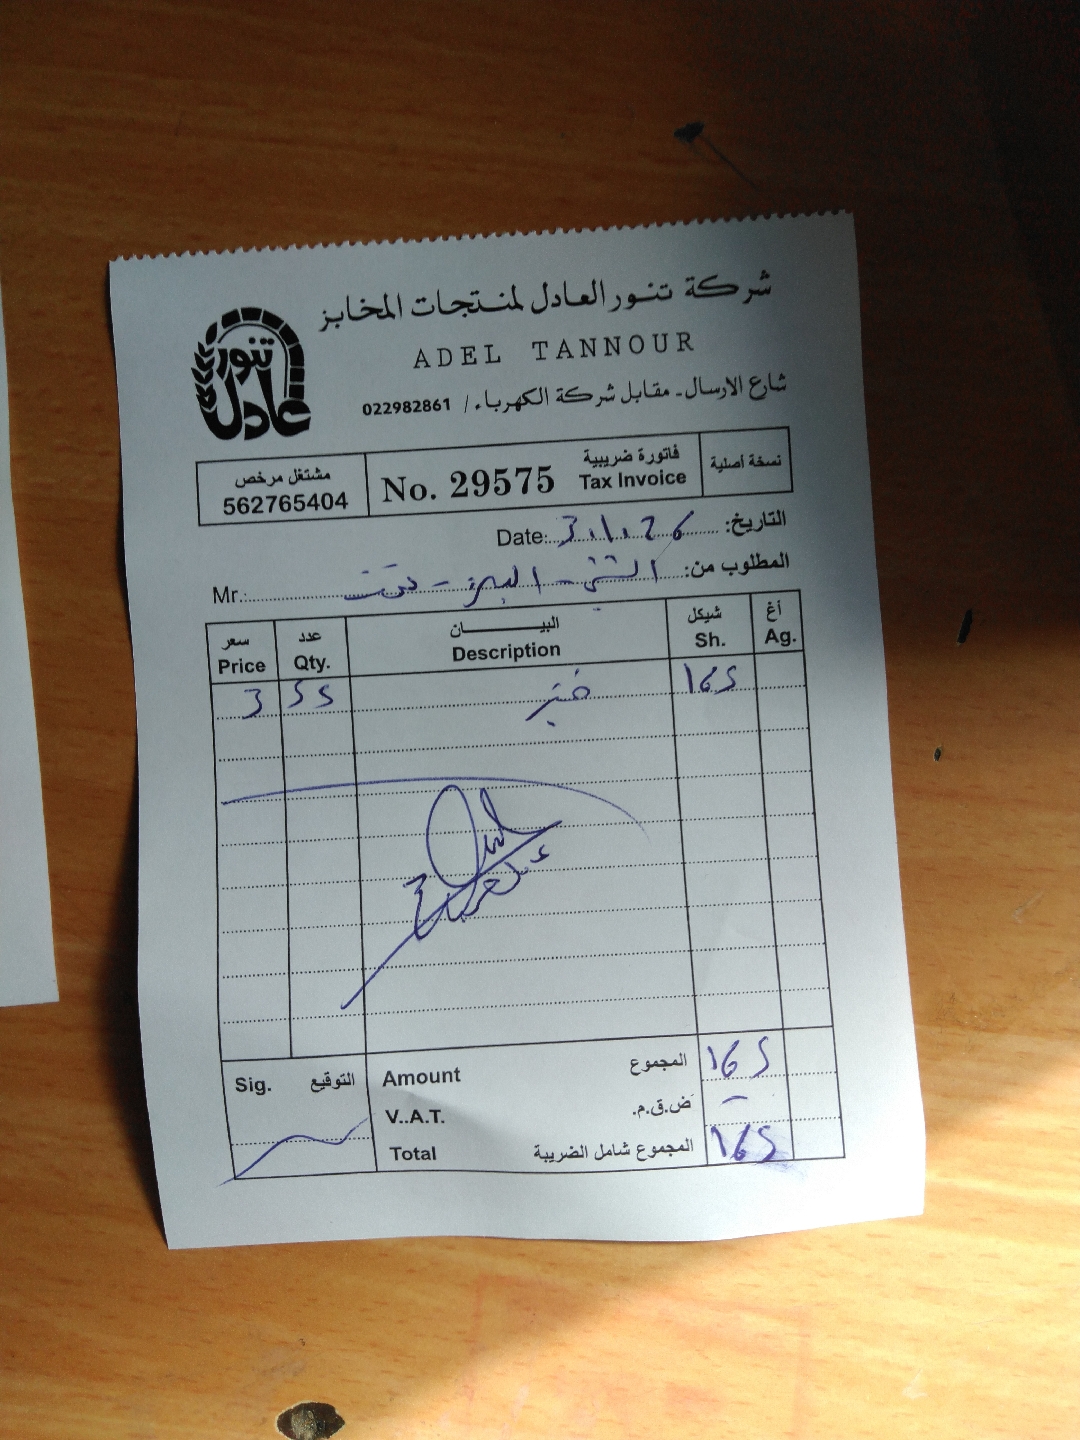 شركة تنور العادل لمنتجات المخابز
ADEL TANNOUR
شارع الارسال - مقابل شركة الكهرباء / 022982861
تنور عادل
نسخة أصلية
فاتورة ضريبية
Tax Invoice
No. 29575
مشتغل مرخص
562765404
التاريخ: Date: 3.1.26
المطلوب من: Mr.:
سعر Price عدد Qty. البيـــــان Description شيكل Sh. أغ Ag.
3 55 خبز 165
Sig. التوقيع
Amount المجموع 165
V..A.T. ض.ق.م. -
Total المجموع شامل الضريبة 165